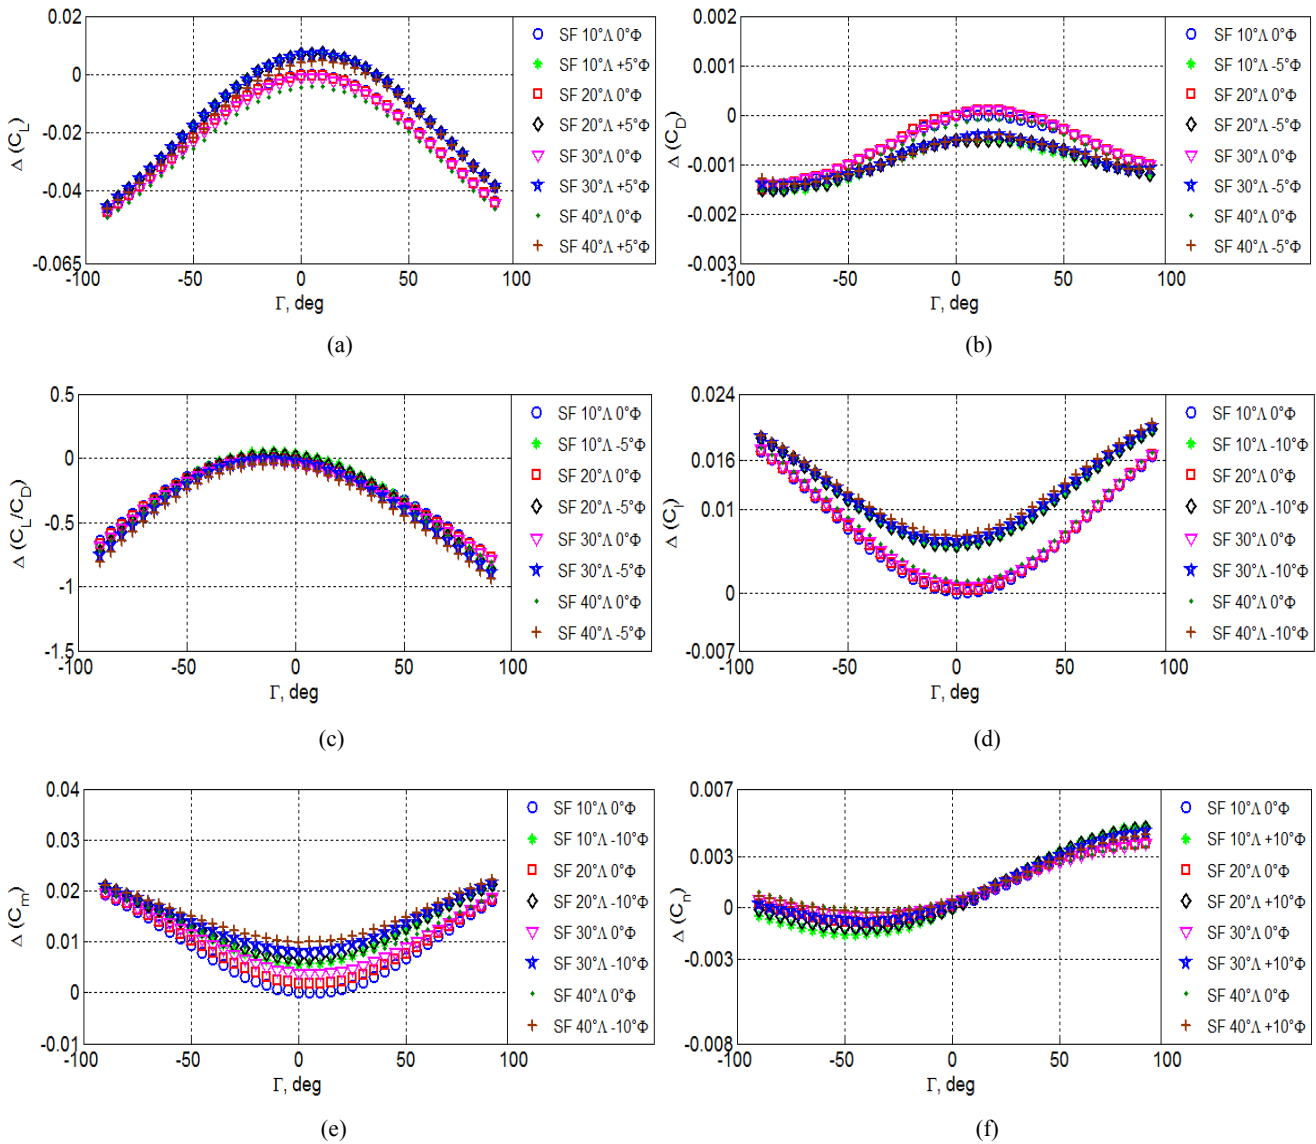 0.02
0
-0.02
-0.04
-0.065
Δ (C_L)
-100 -50 0 50 100
Γ, deg
SF 10°Λ 0°Φ
SF 10°Λ +5°Φ
SF 20°Λ 0°Φ
SF 20°Λ +5°Φ
SF 30°Λ 0°Φ
SF 30°Λ +5°Φ
SF 40°Λ 0°Φ
SF 40°Λ +5°Φ
(a)
0.002
0.001
0
-0.001
-0.002
-0.003
Δ (C_D)
-100 -50 0 50 100
Γ, deg
SF 10°Λ 0°Φ
SF 10°Λ -5°Φ
SF 20°Λ 0°Φ
SF 20°Λ -5°Φ
SF 30°Λ 0°Φ
SF 30°Λ -5°Φ
SF 40°Λ 0°Φ
SF 40°Λ -5°Φ
(b)
0.5
0
-0.5
-1
-1.5
Δ (C_L/C_D)
-100 -50 0 50 100
Γ, deg
SF 10°Λ 0°Φ
SF 10°Λ -5°Φ
SF 20°Λ 0°Φ
SF 20°Λ -5°Φ
SF 30°Λ 0°Φ
SF 30°Λ -5°Φ
SF 40°Λ 0°Φ
SF 40°Λ -5°Φ
(c)
0.024
0.016
0.01
0
-0.007
Δ (C_l)
-100 -50 0 50 100
Γ, deg
SF 10°Λ 0°Φ
SF 10°Λ -10°Φ
SF 20°Λ 0°Φ
SF 20°Λ -10°Φ
SF 30°Λ 0°Φ
SF 30°Λ -10°Φ
SF 40°Λ 0°Φ
SF 40°Λ -10°Φ
(d)
0.04
0.03
0.02
0.01
0
-0.01
Δ (C_m)
-100 -50 0 50 100
Γ, deg
SF 10°Λ 0°Φ
SF 10°Λ -10°Φ
SF 20°Λ 0°Φ
SF 20°Λ -10°Φ
SF 30°Λ 0°Φ
SF 30°Λ -10°Φ
SF 40°Λ 0°Φ
SF 40°Λ -10°Φ
(e)
0.007
0.003
0
-0.003
-0.008
Δ (C_n)
-100 -50 0 50 100
Γ, deg
SF 10°Λ 0°Φ
SF 10°Λ +10°Φ
SF 20°Λ 0°Φ
SF 20°Λ +10°Φ
SF 30°Λ 0°Φ
SF 30°Λ +10°Φ
SF 40°Λ 0°Φ
SF 40°Λ +10°Φ
(f)